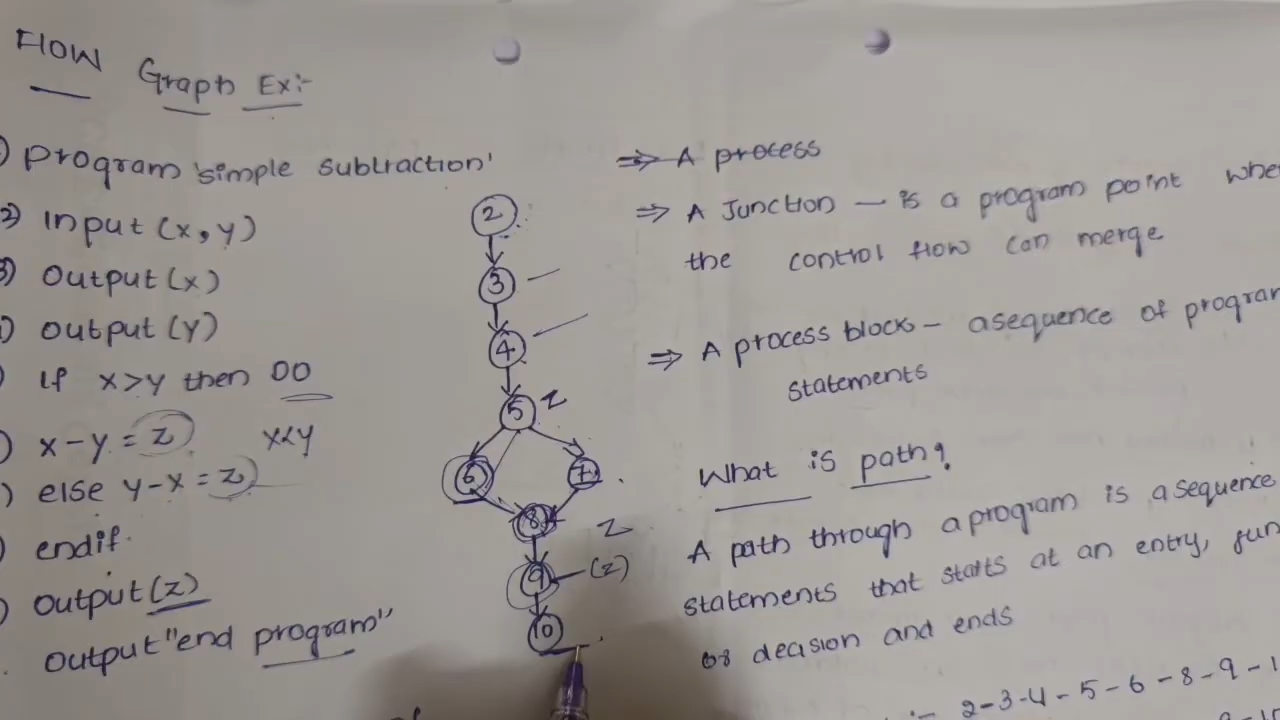 Flow Graph Ex:-
) program 'simple subtraction'
2) Input (x, y)
3) Output (x)
) Output (y)
) If x>y then DO
) x-y = z x<y
) else y-x = z
) endif.
) output (z)
. output "end program"
2
3
4
5 z
6 7
8 z
9 (z)
10
⇒ A process
⇒ A Junction — is a program point
the control flow can merge
⇒ A process block - a sequence of
statements
What is path?
A path through a program is a sequence
statements that starts at an entry,
or decision and ends
2-3-4-5-6-8-9-